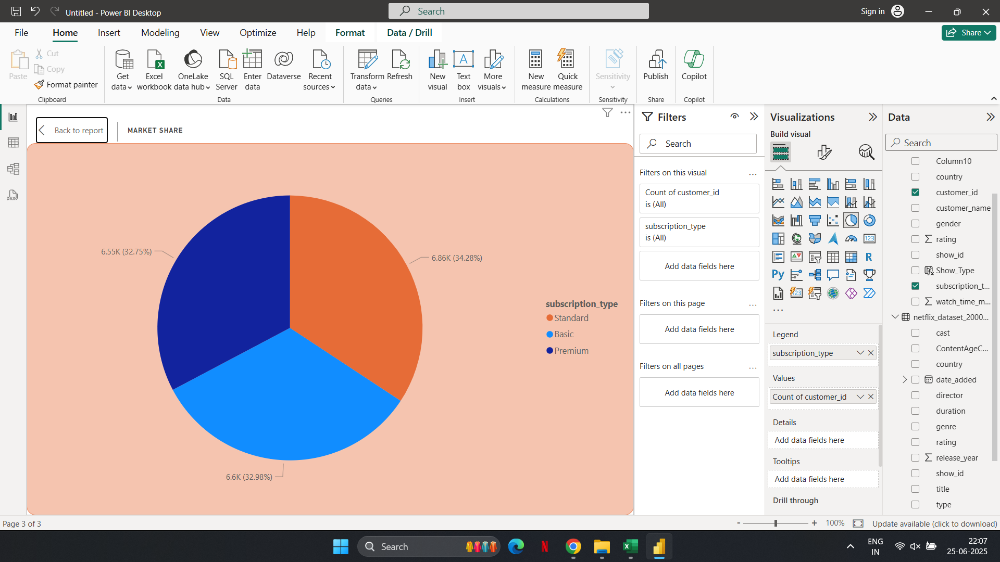 Untitled - Power BI Desktop
Search
Sign in
File
Home
Insert
Modeling
View
Optimize
Help
Format
Data / Drill
Share
Paste
Cut
Copy
Format painter
Clipboard
Get data
Excel workbook
OneLake data hub
SQL Server
Enter data
Dataverse
Recent sources
Data
Transform data
Refresh
Queries
New visual
Text box
More visuals
Insert
New measure
Quick measure
Calculations
Sensitivity
Sensitivity
Publish
Share
Copilot
Copilot
DAX
Back to report
MARKET SHARE
6.55K (32.75%)
6.86K (34.28%)
6.6K (32.98%)
subscription_type
Standard
Basic
Premium
Filters
Search
Filters on this visual
...
Count of customer_id
is (All)
subscription_type
is (All)
Add data fields here
Filters on this page
...
Add data fields here
Filters on all pages
...
Add data fields here
Visualizations
Build visual
123
R
Py
123
...
Legend
subscription_type
Values
Count of customer_id
Details
Add data fields here
Tooltips
Add data fields here
Drill through
Data
Search
Column10
country
customer_id
customer_name
gender
rating
show_id
Show_Type
subscription_t...
watch_time_m...
netflix_dataset_2000...
cast
ContentAgeC...
country
date_added
director
duration
genre
rating
release_year
show_id
title
type
Page 3 of 3
- + 100%
Update available (click to download)
Search
N
ENG
IN
22:07
25-06-2025